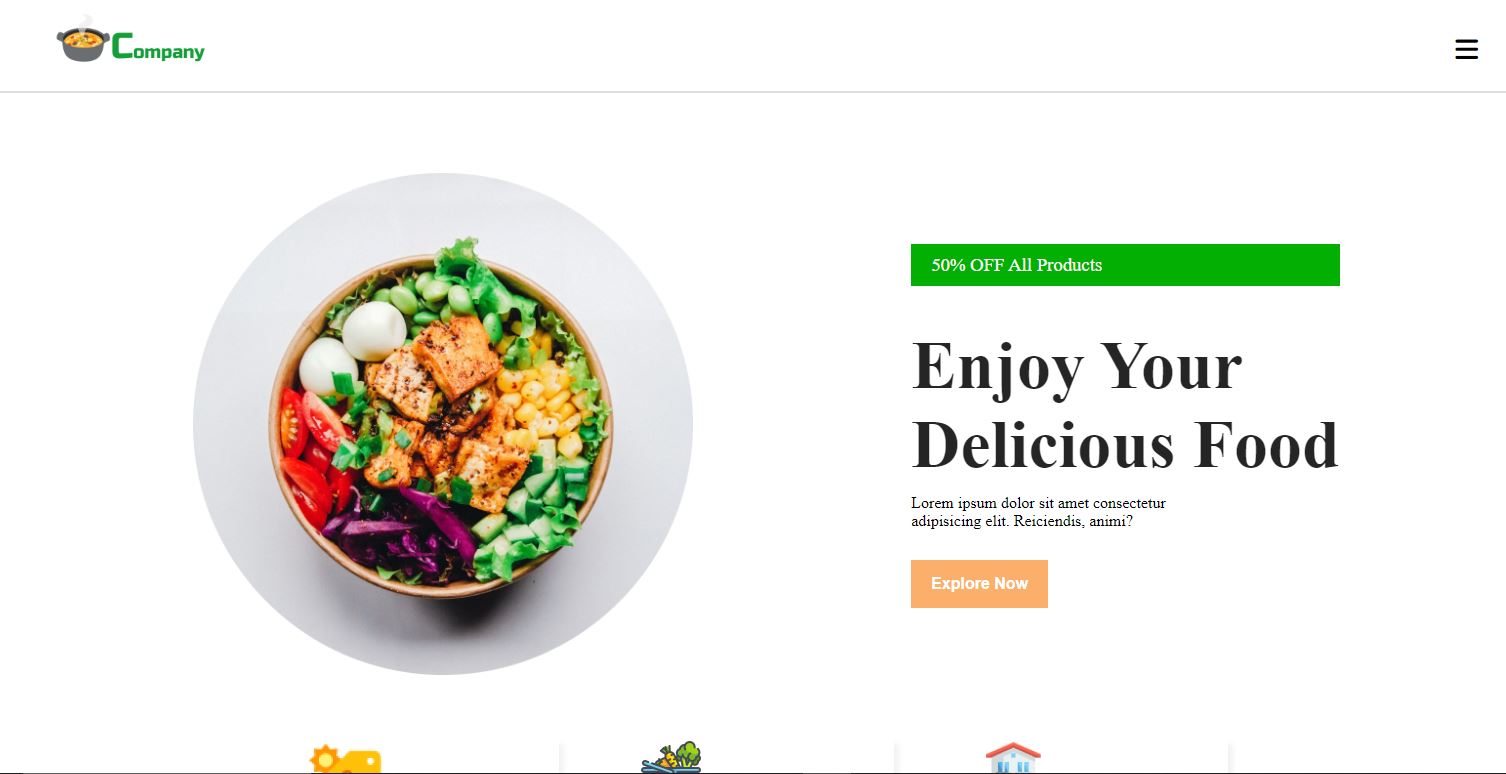 Company
50% OFF All Products
Enjoy Your
Delicious Food
Lorem ipsum dolor sit amet consectetur
adipisicing elit. Reiciendis, animi?
Explore Now